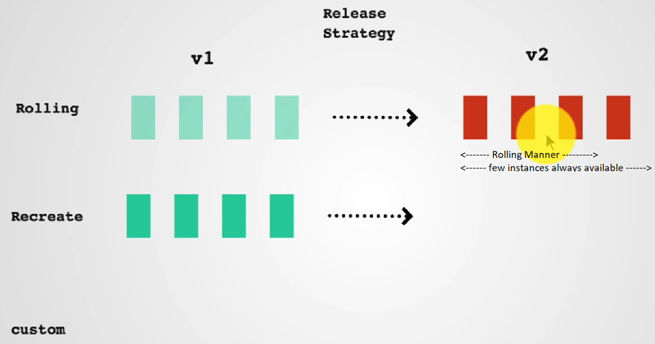 Release
Strategy
v1
v2
Rolling
<------- Rolling Manner --------->
<------ few instances always available ------>
Recreate
custom